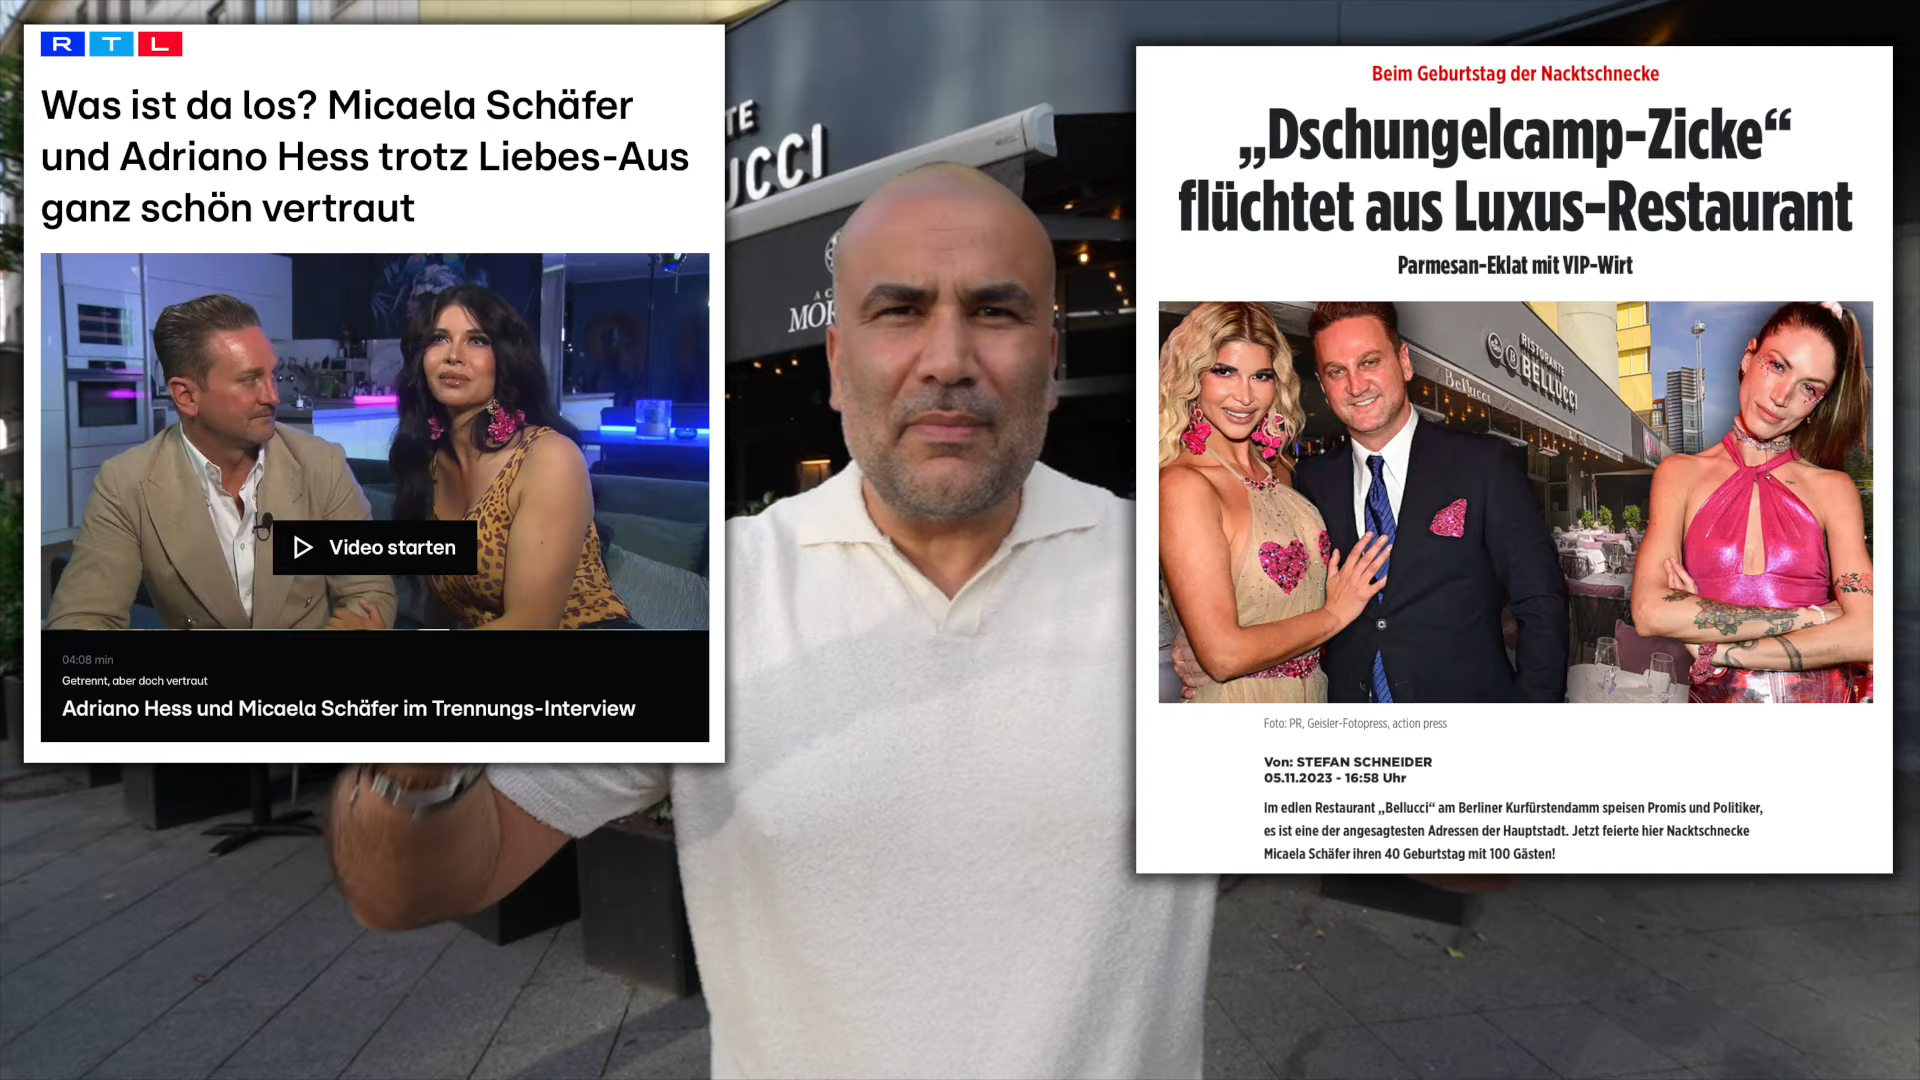 RTL
Was ist da los? Micaela Schäfer
und Adriano Hess trotz Liebes-Aus
ganz schön vertraut
Video starten
04:08 min
Getrennt, aber doch vertraut
Adriano Hess und Micaela Schäfer im Trennungs-Interview
Beim Geburtstag der Nacktschnecke
„Dschungelcamp-Zicke“
flüchtet aus Luxus-Restaurant
Parmesan-Eklat mit VIP-Wirt
RISTORANTE
BELLUCCI
Bellucci
Foto: PR, Geisler-Fotopress, action press
Von: STEFAN SCHNEIDER
05.11.2023 - 16:58 Uhr
Im edlen Restaurant „Bellucci“ am Berliner Kurfürstendamm speisen Promis und Politiker,
es ist eine der angesagtesten Adressen der Hauptstadt. Jetzt feierte hier Nacktschnecke
Micaela Schäfer ihren 40 Geburtstag mit 100 Gästen!
TE
UCCI